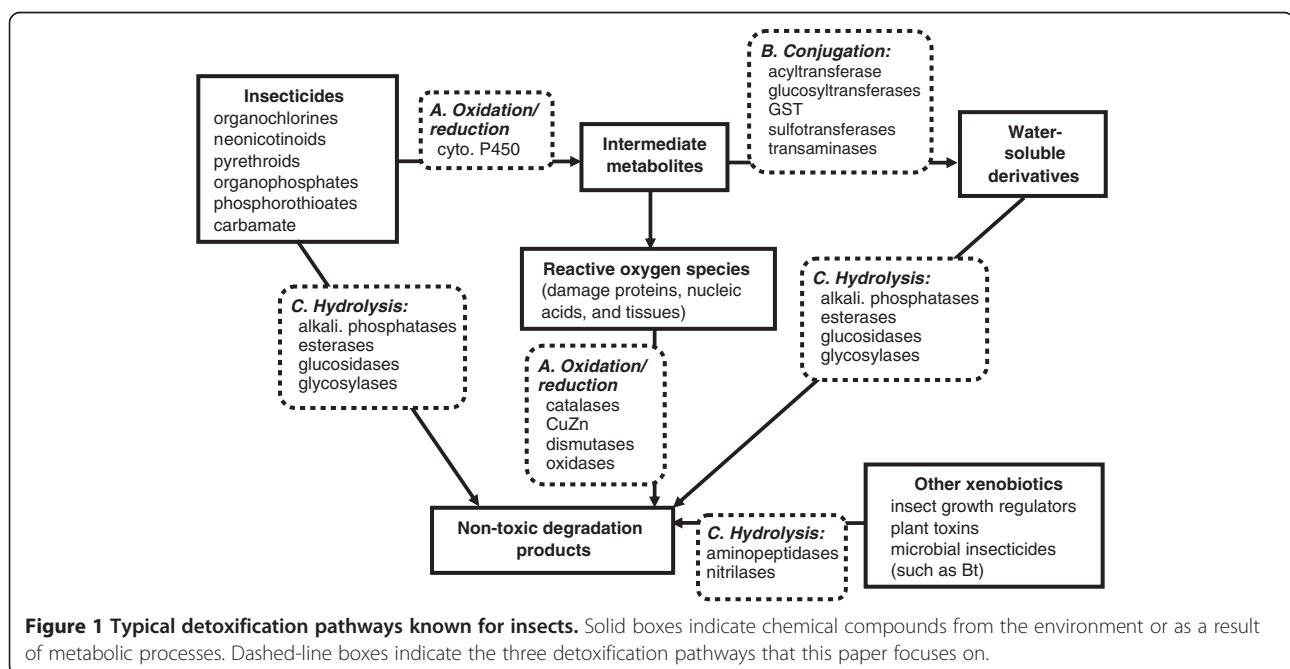 Insecticides
organochlorines
neonicotinoids
pyrethroids
organophosphates
phosphorothioates
carbamate
A. Oxidation/
reduction
cyto. P450
Intermediate
metabolites
B. Conjugation:
acyltransferase
glucosyltransferases
GST
sulfotransferases
transaminases
Water-
soluble
derivatives
C. Hydrolysis:
alkali. phosphatases
esterases
glucosidases
glycosylases
Reactive oxygen species
(damage proteins, nucleic
acids, and tissues)
A. Oxidation/
reduction
catalases
CuZn
dismutases
oxidases
C. Hydrolysis:
alkali. phosphatases
esterases
glucosidases
glycosylases
Non-toxic degradation
products
C. Hydrolysis:
aminopeptidases
nitrilases
Other xenobiotics
insect growth regulators
plant toxins
microbial insecticides
(such as Bt)
Figure 1 Typical detoxification pathways known for insects. Solid boxes indicate chemical compounds from the environment or as a result
of metabolic processes. Dashed-line boxes indicate the three detoxification pathways that this paper focuses on.